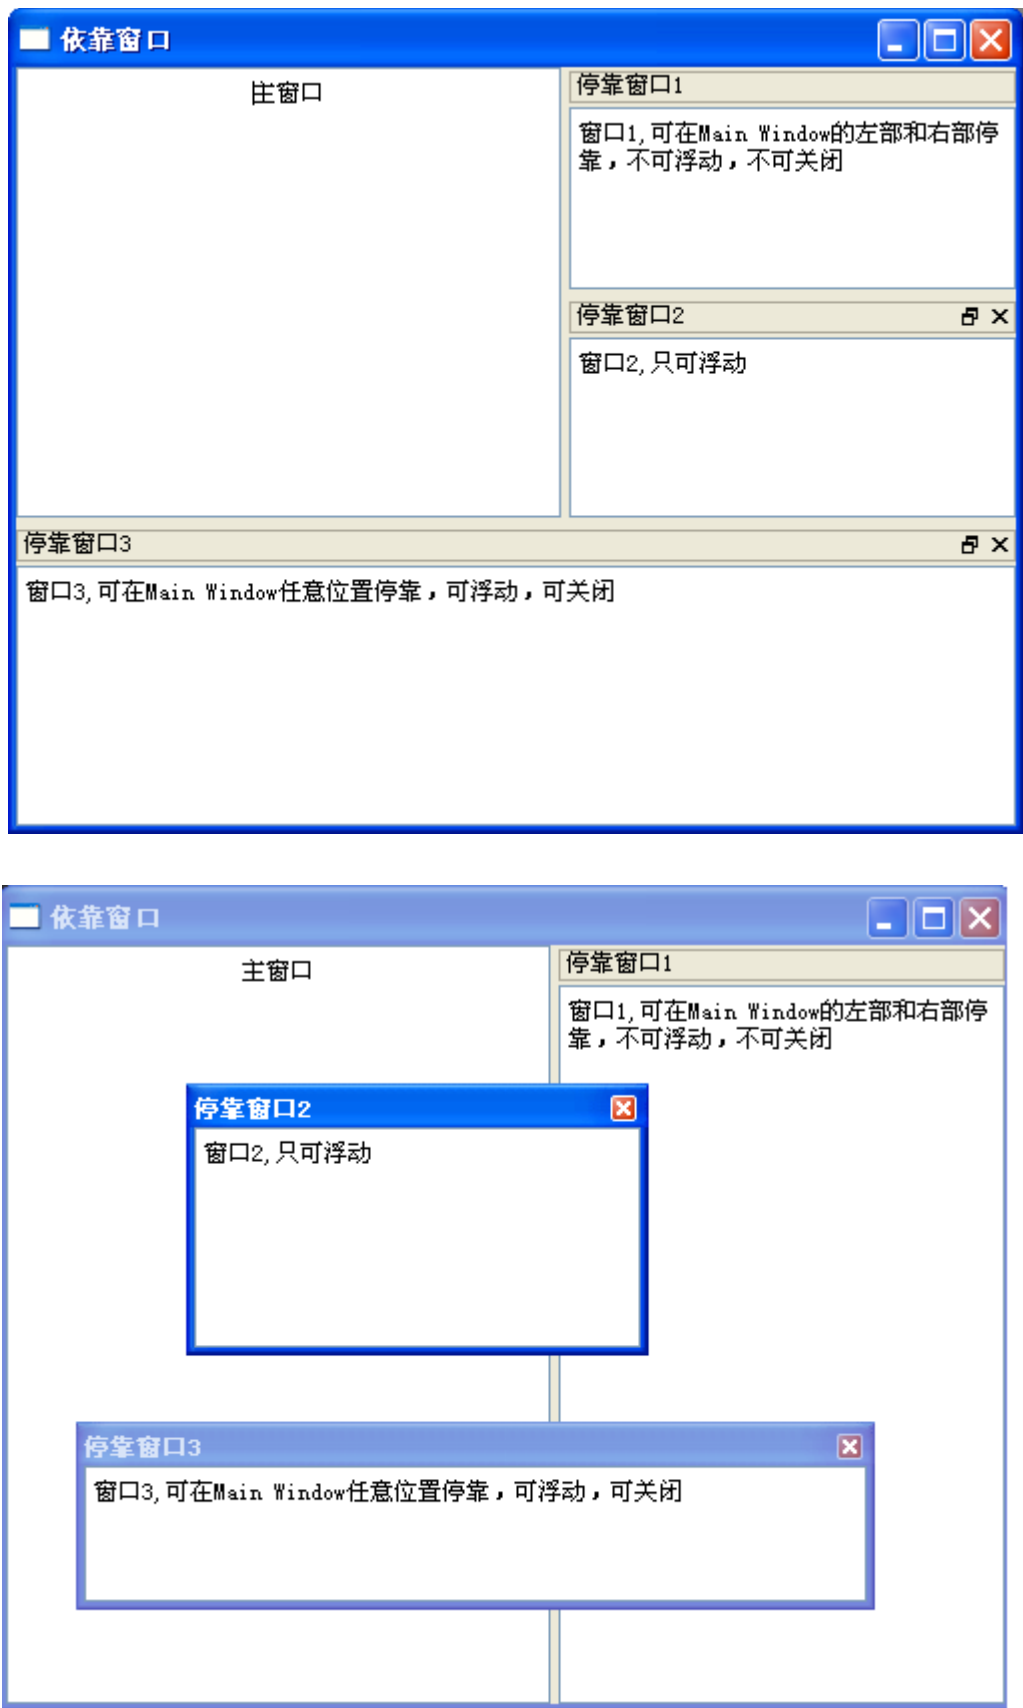 依靠窗口
主窗口
停靠窗口1
窗口1,可在Main Window的左部和右部停
靠，不可浮动，不可关闭
停靠窗口2
窗口2,只可浮动
停靠窗口3
窗口3,可在Main Window任意位置停靠，可浮动，可关闭
依靠窗口
主窗口
停靠窗口1
窗口1,可在Main Window的左部和右部停
靠，不可浮动，不可关闭
停靠窗口2
窗口2,只可浮动
停靠窗口3
窗口3,可在Main Window任意位置停靠，可浮动，可关闭